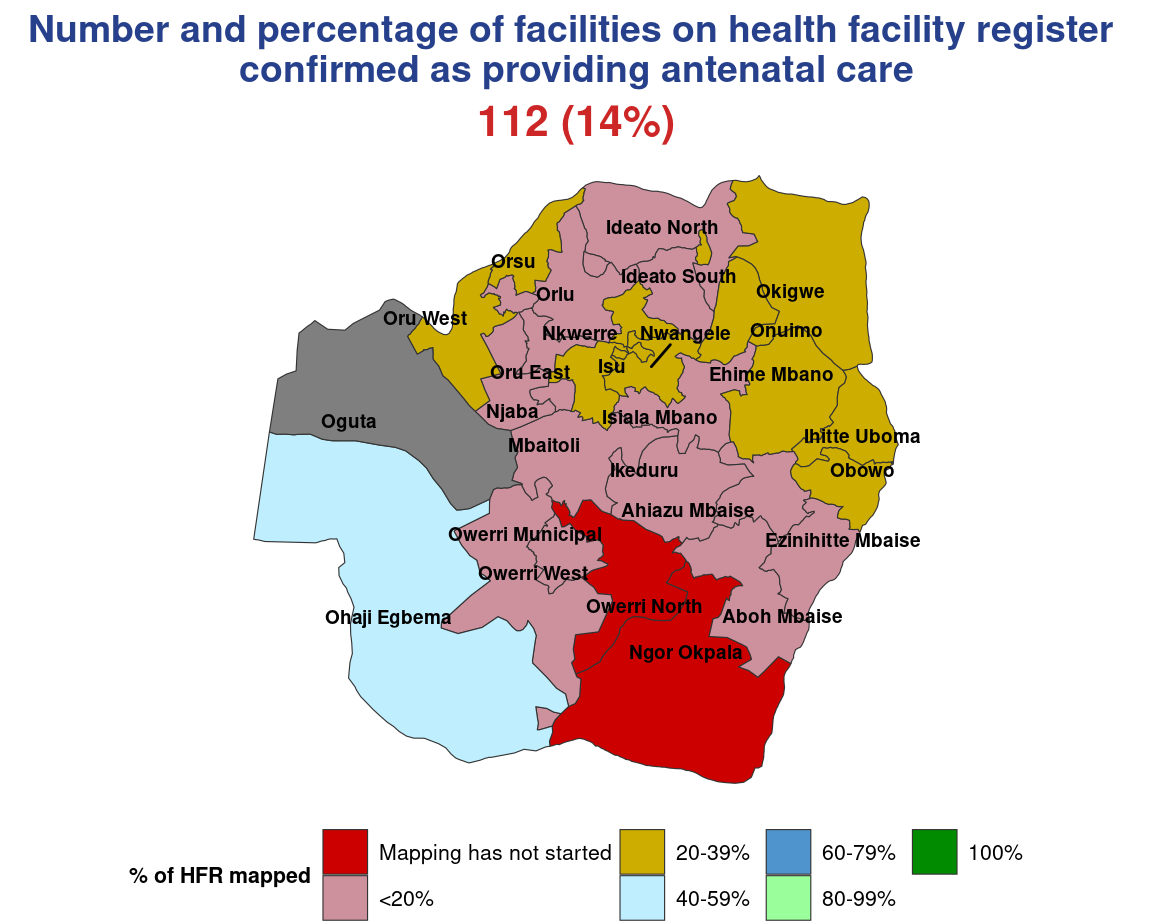 Number and percentage of facilities on health facility register
confirmed as providing antenatal care
112 (14%)
Ideato North
Orsu
Ideato South
Orlu
Okigwe
Oru West
Nkwerre
Nwangele
Onuimo
Isu
Oru East
Ehime Mbano
Njaba
Isiala Mbano
Oguta
Mbaitoli
Ihitte Uboma
Ikeduru
Obowo
Ahiazu Mbaise
Owerri Municipal
Ezinihitte Mbaise
Owerri West
Owerri North
Ohaji Egbema
Aboh Mbaise
Ngor Okpala
% of HFR mapped
Mapping has not started
<20%
20-39%
40-59%
60-79%
80-99%
100%